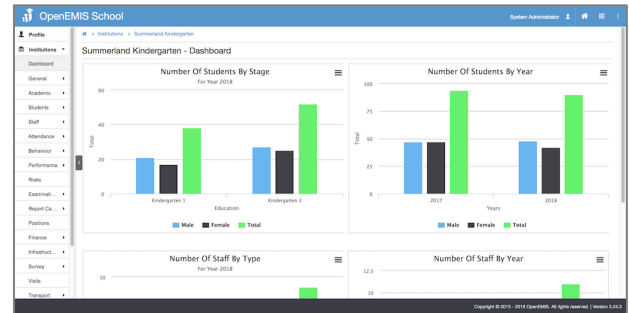 OpenEMIS School
System Administrator
Profile
Institutions
Dashboard
General
Academic
Students
Staff
Attendance
Behaviour
Performance
Risks
Examinati...
Report Ca...
Positions
Finance
Infrastruct...
Survey
Visits
Transport
Institutions
Summerland Kindergarten
Summerland Kindergarten - Dashboard
Number Of Students By Stage
For Year 2018
Total
60
40
20
0
Kindergarten 1 Kindergarten 2
Education
Male Female Total
Number Of Students By Year
Total
100
75
50
25
0
2017 2018
Years
Male Female Total
Number Of Staff By Type
For Year 2018
10
Number Of Staff By Year
12.5
10
Copyright © 2015 - 2018 OpenEMIS. All rights reserved. | Version 3.24.3